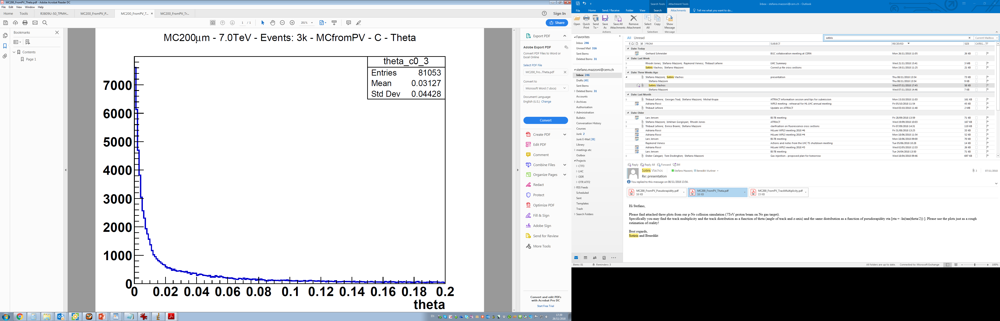 MC200_FromPV_Theta.pdf - Adobe Acrobat Reader DC
File Edit View Window Help
Home Tools R3809U-50_TPMH... MC200_FromPV_P... MC200_FromPV_T... × MC200_FromPV_Tr... Sign In
1 / 1 201% Share
Bookmarks
Contents
Page 1
MC200μm - 7.0TeV - Events: 3k - MCfromPV - C - Theta
theta_c0_3
Entries 81053
Mean 0.03127
Std Dev 0.04428
7000
6000
5000
4000
3000
2000
1000
0
0 0.02 0.04 0.06 0.08 0.1 0.12 0.14 0.16 0.18 0.2
theta
Export PDF
Adobe Export PDF
Convert PDF Files to Word or
Excel Online
Select PDF File
MC200_Fro...Theta.pdf
Convert to
Microsoft Word (*.docx)
Document Language:
English (U.S.) Change
Convert
Create PDF
Edit PDF
Comment
Combine Files
Organize Pages
Redact
Protect
Optimize PDF
Fill & Sign
Adobe Sign
Send for Review
More Tools
Convert and edit PDFs
with Acrobat Pro DC
Start Free Trial
EN 17:39
26/11/2018
Search Tools Attachment Tools Inbox - stefano.mazzoni@cern.ch - Outlook
File Home Send / Receive Folder View Search Attachments Tell me what you want to do...
Open Quick Print Send To Save As Save All Attachments Remove Attachment Select All Copy Show Message
Actions Selection Message
Favorites
Inbox 246
Unread Mail 316
Sent Items
Deleted Items 31
stefano.mazzoni@cern.ch
Inbox 246
Drafts [49]
Sent Items
Deleted Items 31
Accounts
Archives
Authorisation
Administration
Bulletin
Conversation History
Courses
Junk 2
Junk E-Mail [38]
Library
meetings etc
Outbox
Projects
CTF3
LHC
ODR
OTR ATF2
RSS Feeds
Scheduled
Sent
Templates
Trash
Search Folders
All Unread sotiris Current Mailbox
FROM SUBJECT RECEIVED SIZE CATEG...
Date: Today
Gerhard Schneider BGC collaboration meeting at CERN Mon 26/11/2018 11:05 26 KB
Date: Last Week
Rhodri Jones; Stefano Mazzoni; Raymond Veness; Thibaut Lefevre LMC Summary Wed 21/11/2018 15:41 3 MB
Sotiris Vlachos; Stefano Mazzoni Correct p-Ne cross sections Mon 19/11/2018 11:25 21 KB
Date: Three Weeks Ago
Stefano Mazzoni; Sotiris Vlachos presentation Thu 08/11/2018 13:54 73 KB
Stefano Mazzoni Thu 08/11/2018 13:54 9 KB
Sotiris Vlachos Wed 07/11/2018 17:45 58 KB
Stefano Mazzoni Wed 07/11/2018 14:46 7 KB
Date: Last Month
Thibaut Lefevre; Georges Trad; Stefano Mazzoni; Michal Krupa ATTRACT information session and tips for submission Mon 15/10/2018 11:03 161 KB
Adriana Rossi WP13 meeting - rehearsal for HL-LHC annual meeting Fri 05/10/2018 11:54 45 KB
Thibaut Lefevre Update on ATTRACT Wed 03/10/2018 11:48 2 MB
Date: Older
Lars Jensen BI-TB meeting Fri 28/09/2018 13:59 71 KB
Stefano Mazzoni; Ishkhan Gorgisyan; Rhodri Jones ATTRACT Wed 19/09/2018 10:03 167 KB
Thibaut Lefevre; Enrico Bravin; Stefano Mazzoni clarification on fluorescence cross sections Fri 07/09/2018 14:31 119 KB
Adriana Rossi HiLumi WP13 meeting 2018 #6 Fri 31/08/2018 13:25 33 KB
Adriana Rossi HiLumi WP13 meeting 2018 #4 Mon 18/06/2018 11:54 52 KB
Lars Jensen BI-TB meeting Mon 18/06/2018 09:00 70 KB
Raymond Veness Actions and notes from the LHC TS shutdown meeting Tue 05/06/2018 10:28 14 KB
Adriana Rossi HiLumi WP13 meeting 2018 #3 Wed 02/05/2018 12:33 26 KB
Lars Jensen BI-TB meeting Tue 24/04/2018 13:50 71 KB
Didier Calegari; Tom Dodington; Stefano Mazzoni Gas injection - proposed plan for tomorrow Wed 18/04/2018 09:46 697 KB
Reply Reply All Forward IM
Sotiris Vlachos Stefano Mazzoni; Benedikt Wurkner 3 07/11/2018
Re: presentation
You replied to this message on 08/11/2018 13:54.
MC200_FromPV_Pseudorapidity.pdf 16 KB
MC200_FromPV_Theta.pdf 16 KB
MC200_FromPV_TrackMultiplicity.pdf 15 KB
Hi Stefano,
Please find attached three plots from our p-Ne collision simulation (7TeV proton beam on Ne gas target).
Specifically you may find the track multiplicity and the track distribution as a function of theta (angle of track and z-axis) and the same distribution as a function of pseudorapidity eta [eta = -ln(tan(theta/2)) ]. Please use the plots just as a rough
estimation of reality!
Best regards,
Sotiris and Benedikt
Items: 81 Reminders: 3 All folders are up to date. Connected to: Microsoft Exchange 100%